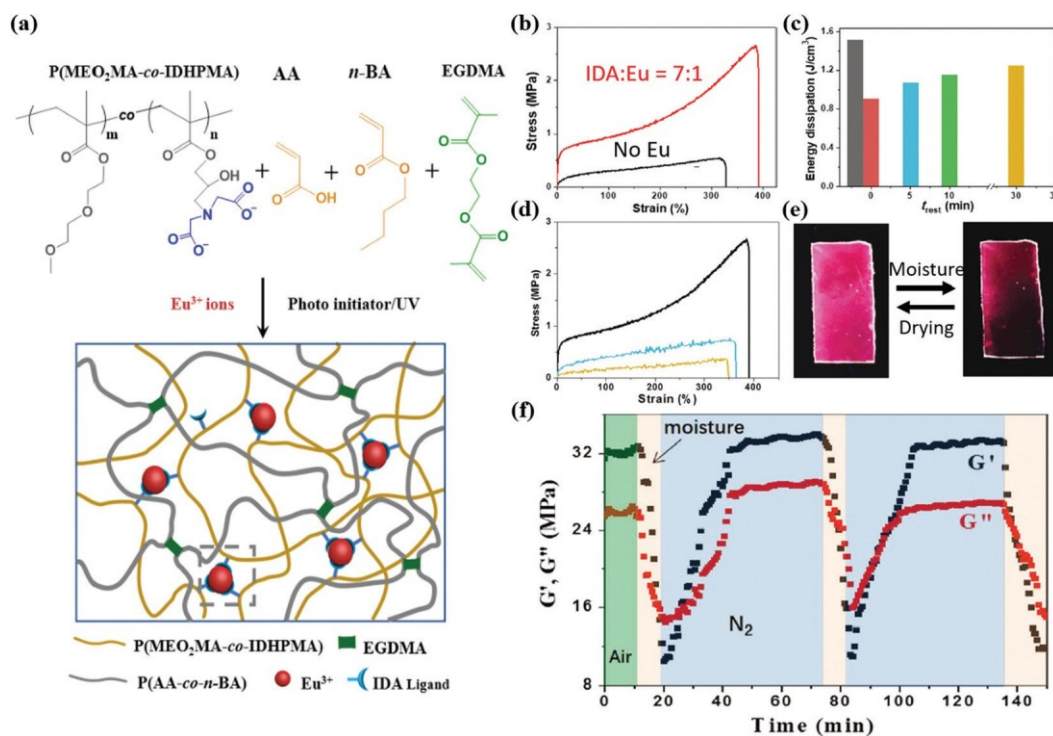 (a)
P(MEO₂MA-co-IDHPMA)
AA
n-BA
EGDMA
co
m
n
O
O
O
O
O
O
OH
N
O
O⁻
O
O⁻
+
O
OH
+
O
O
+
O
O
O
O
Eu³⁺ ions
Photo initiator/UV
P(MEO₂MA-co-IDHPMA)
EGDMA
P(AA-co-n-BA)
Eu³⁺
IDA Ligand
(b)
Stress (MPa)
3
2
1
0
IDA:Eu = 7:1
No Eu
0 100 200 300 400
Strain (%)
(c)
Energy dissipation (J/cm³)
1.6
1.2
0.8
0.4
0.0
0 5 10 30 3
t rest (min)
(d)
Stress (MPa)
3
2
1
0
0 100 200 300 400
Strain (%)
(e)
Moisture
Drying
(f)
G', G" (MPa)
32
24
16
8
moisture
G'
G"
N₂
Air
0 20 40 60 80 100 120 140
Time (min)